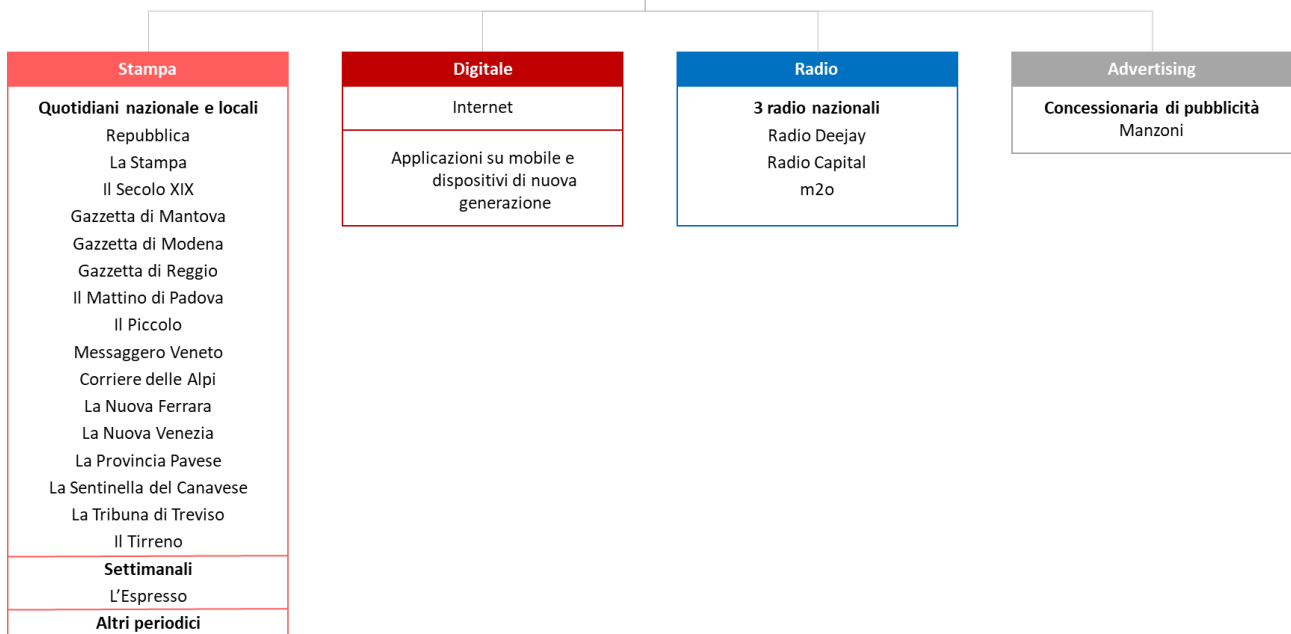 Stampa
Quotidiani nazionale e locali
Repubblica
La Stampa
Il Secolo XIX
Gazzetta di Mantova
Gazzetta di Modena
Gazzetta di Reggio
Il Mattino di Padova
Il Piccolo
Messaggero Veneto
Corriere delle Alpi
La Nuova Ferrara
La Nuova Venezia
La Provincia Pavese
La Sentinella del Canavese
La Tribuna di Treviso
Il Tirreno
Settimanali
L’Espresso
Altri periodici
Digitale
Internet
Applicazioni su mobile e
dispositivi di nuova
generazione
Radio
3 radio nazionali
Radio Deejay
Radio Capital
m2o
Advertising
Concessionaria di pubblicità
Manzoni